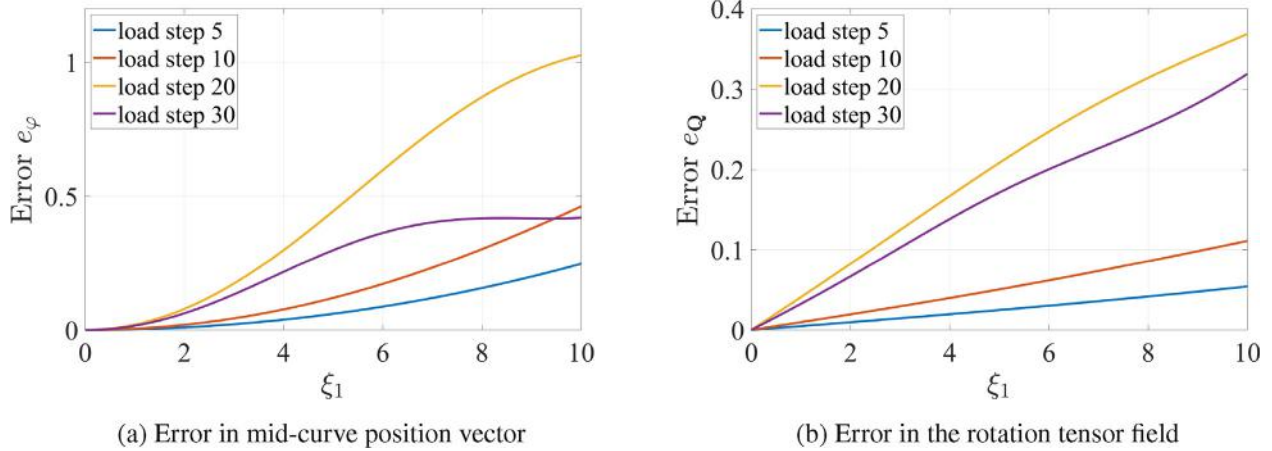 load step 5
load step 10
load step 20
load step 30
Error e_φ
1
0.5
0
0 2 4 6 8 10
ξ₁
(a) Error in mid-curve position vector
load step 5
load step 10
load step 20
load step 30
Error e_𝐐
0.4
0.3
0.2
0.1
0
0 2 4 6 8 10
ξ₁
(b) Error in the rotation tensor field